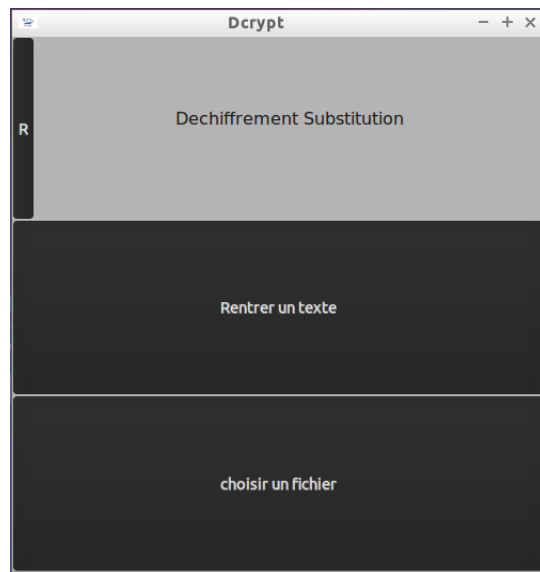 Dcrypt
R
Dechiffrement Substitution
Rentrer un texte
choisir un fichier